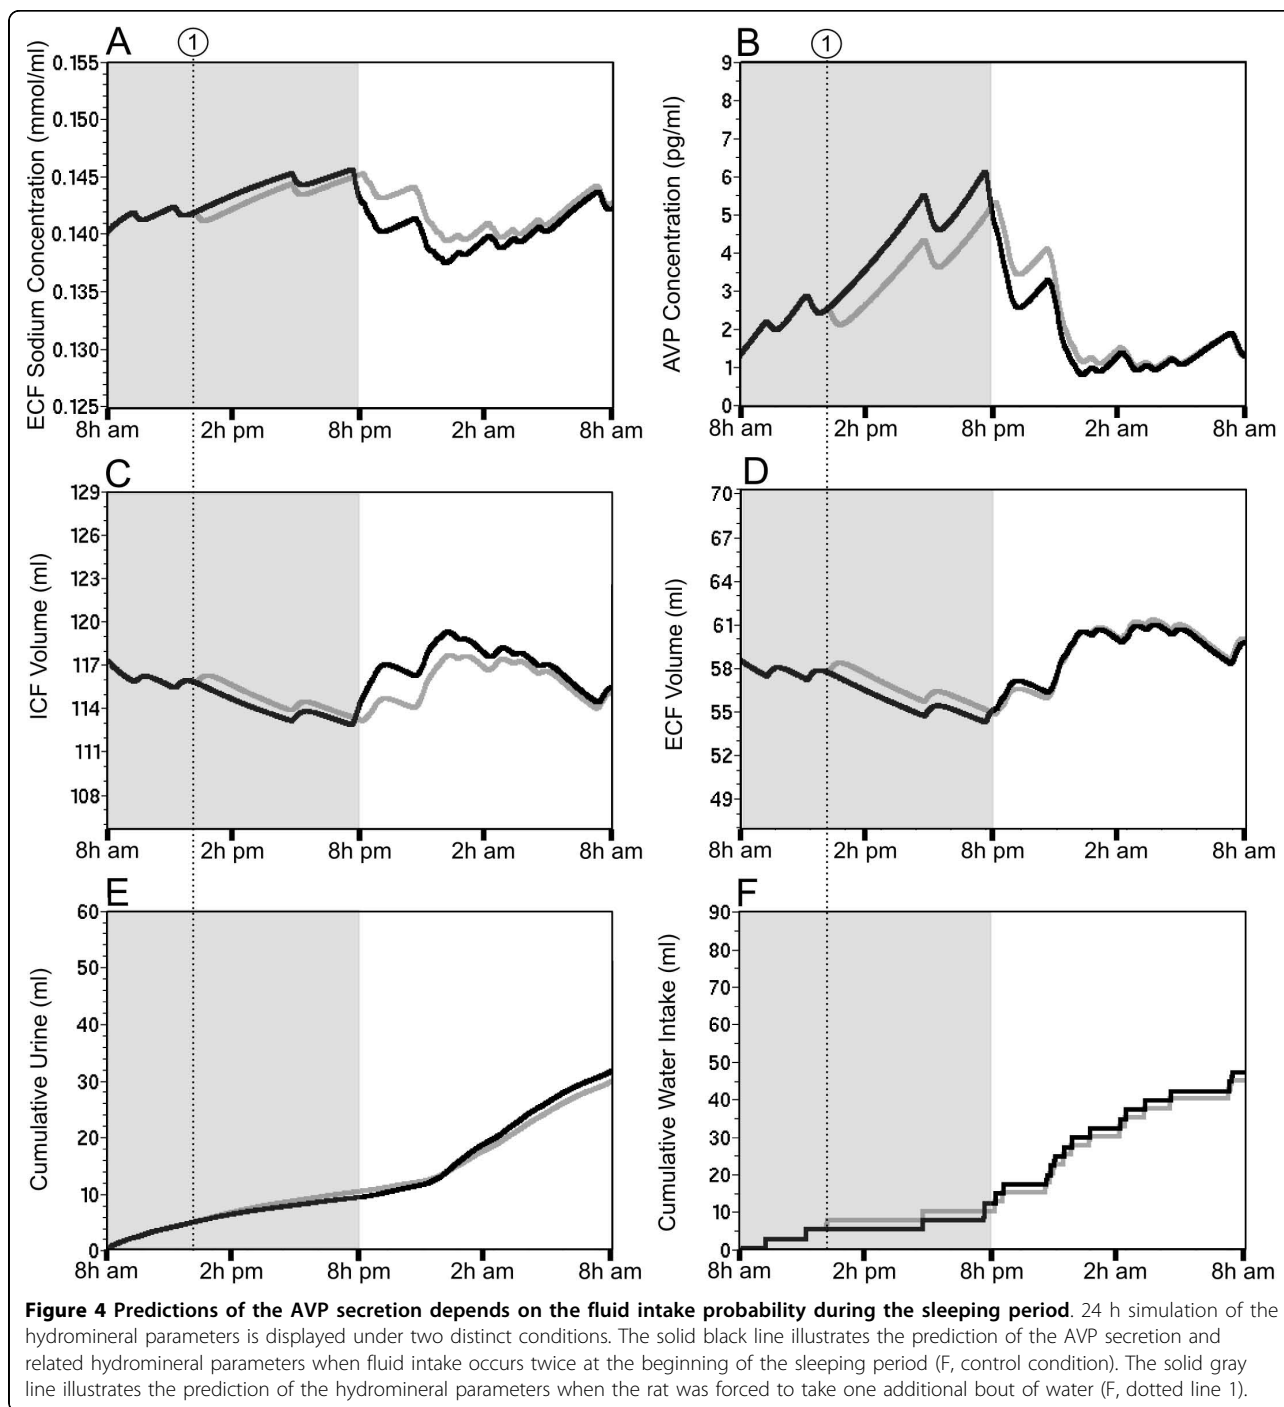 A
1
ECF Sodium Concentration (mmol/ml)
0.155
0.150
0.145
0.140
0.135
0.130
0.125
8h am
2h pm
8h pm
2h am
8h am
B
1
AVP Concentration (pg/ml)
9
8
7
6
5
4
3
2
1
0
8h am
2h pm
8h pm
2h am
8h am
C
ICF Volume (ml)
129
126
123
120
117
114
111
108
8h am
2h pm
8h pm
2h am
8h am
D
ECF Volume (ml)
70
67
64
61
58
55
52
49
8h am
2h pm
8h pm
2h am
8h am
E
Cumulative Urine (ml)
60
50
40
30
20
10
0
8h am
2h pm
8h pm
2h am
8h am
F
Cumulative Water Intake (ml)
90
80
70
60
50
40
30
20
10
0
8h am
2h pm
8h pm
2h am
8h am
Figure 4 Predictions of the AVP secretion depends on the fluid intake probability during the sleeping period. 24 h simulation of the
hydromineral parameters is displayed under two distinct conditions. The solid black line illustrates the prediction of the AVP secretion and
related hydromineral parameters when fluid intake occurs twice at the beginning of the sleeping period (F, control condition). The solid gray
line illustrates the prediction of the hydromineral parameters when the rat was forced to take one additional bout of water (F, dotted line 1).